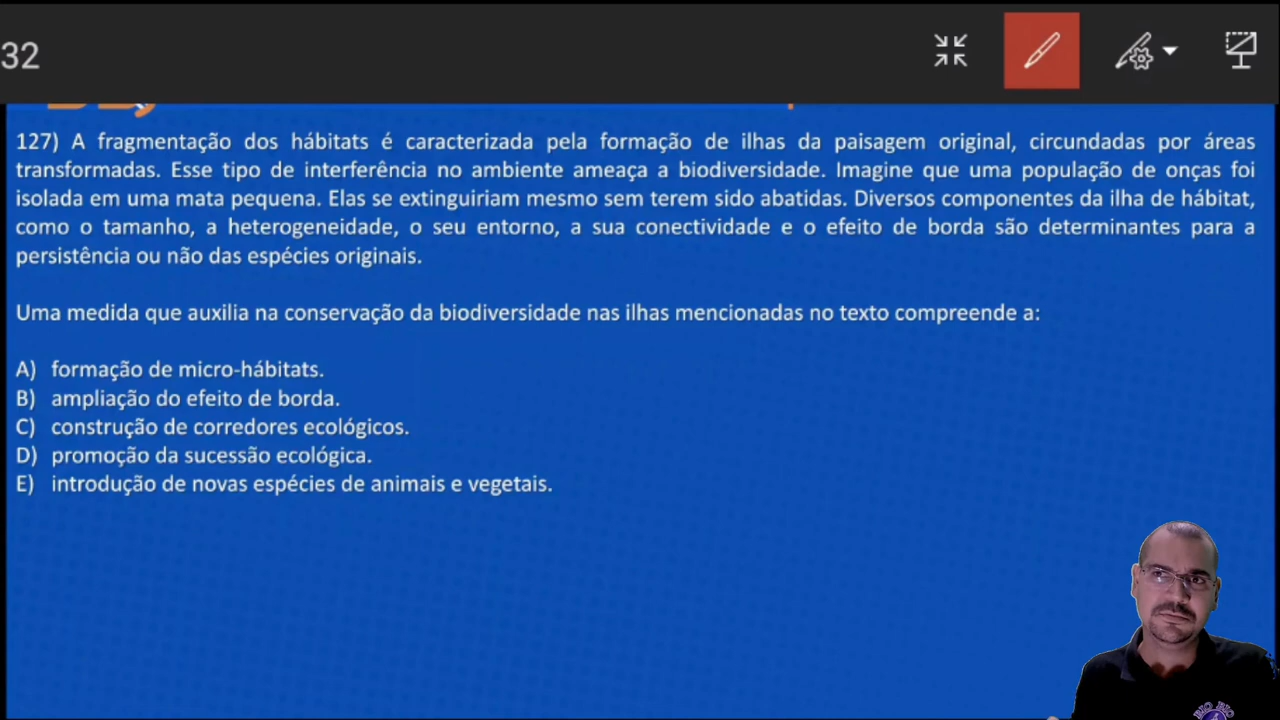 32
127) A fragmentação dos hábitats é caracterizada pela formação de ilhas da paisagem original, circundadas por áreas
transformadas. Esse tipo de interferência no ambiente ameaça a biodiversidade. Imagine que uma população de onças foi
isolada em uma mata pequena. Elas se extinguiriam mesmo sem terem sido abatidas. Diversos componentes da ilha de hábitat,
como o tamanho, a heterogeneidade, o seu entorno, a sua conectividade e o efeito de borda são determinantes para a
persistência ou não das espécies originais.
Uma medida que auxilia na conservação da biodiversidade nas ilhas mencionadas no texto compreende a:
A) formação de micro-hábitats.
B) ampliação do efeito de borda.
C) construção de corredores ecológicos.
D) promoção da sucessão ecológica.
E) introdução de novas espécies de animais e vegetais.